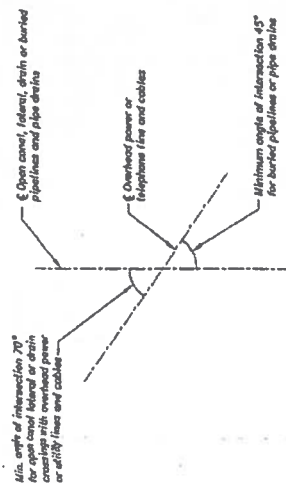 Min. angle of intersection 70°
for open canal lateral or drain
crossings with overhead power
or utility lines and cables
℄ Open canal, lateral, drain or buried
pipelines and pipe drains
℄ Overhead power or
telephone line and cables
Minimum angle of intersection 45°
for buried pipelines or pipe drains